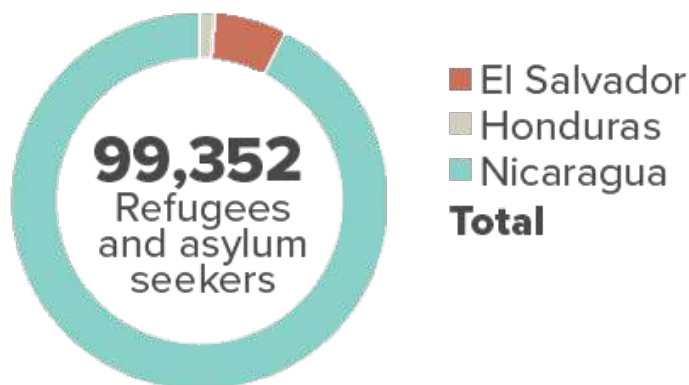 99,352
Refugees
and asylum
seekers
El Salvador
Honduras
Nicaragua
Total